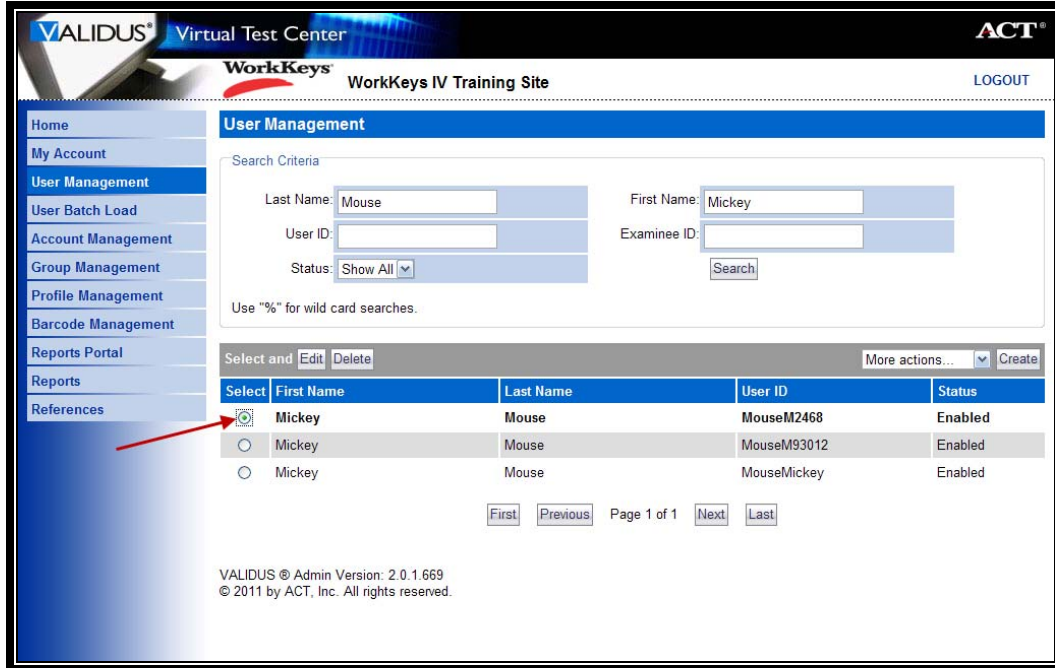 VALIDUS® Virtual Test Center ACT®
WorkKeys® WorkKeys IV Training Site LOGOUT
Home
My Account
User Management
User Batch Load
Account Management
Group Management
Profile Management
Barcode Management
Reports Portal
Reports
References
User Management
Search Criteria
Last Name: Mouse First Name: Mickey
User ID: Examinee ID:
Status: Show All Search
Use "%" for wild card searches.
Select and Edit Delete More actions... Create
Select First Name Last Name User ID Status
Mickey Mouse MouseM2468 Enabled
Mickey Mouse MouseM93012 Enabled
Mickey Mouse MouseMickey Enabled
First Previous Page 1 of 1 Next Last
VALIDUS ® Admin Version: 2.0.1.669
© 2011 by ACT, Inc. All rights reserved.